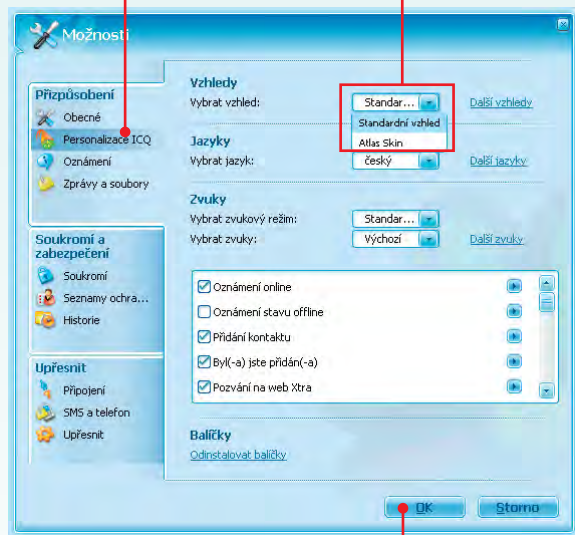 Možnosti
Přizpůsobení
Obecné
Personalizace ICQ
Oznámení
Zprávy a soubory
Soukromí a
zabezpečení
Soukromí
Seznamy ochra...
Historie
Upřesnit
Připojení
SMS a telefon
Upřesnit
Vzhledy
Vybrat vzhled: Standar... Další vzhledy
Standardní vzhled
Atlas Skin
Jazyky
Vybrat jazyk: český Další jazyky
Zvuky
Vybrat zvukový režim: Standar...
Vybrat zvuky: Výchozí Další zvuky
Oznámení online
Oznámení stavu offline
Přidání kontaktu
Byl(-a) jste přidán(-a)
Pozvání na web Xtra
Balíčky
Odinstalovat balíčky
OK Storno